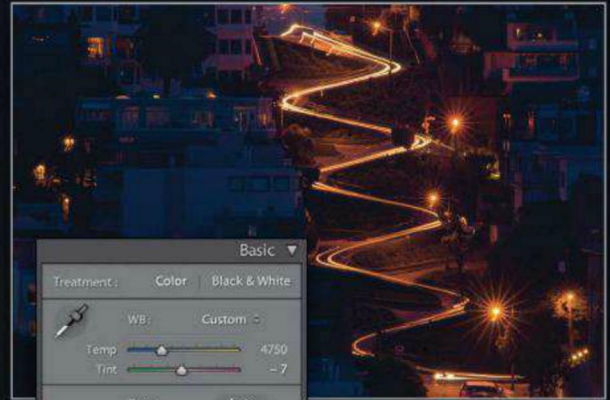 Basic ▼
Treatment : Color | Black & White
WB : Custom
Temp 4750
Tint – 7